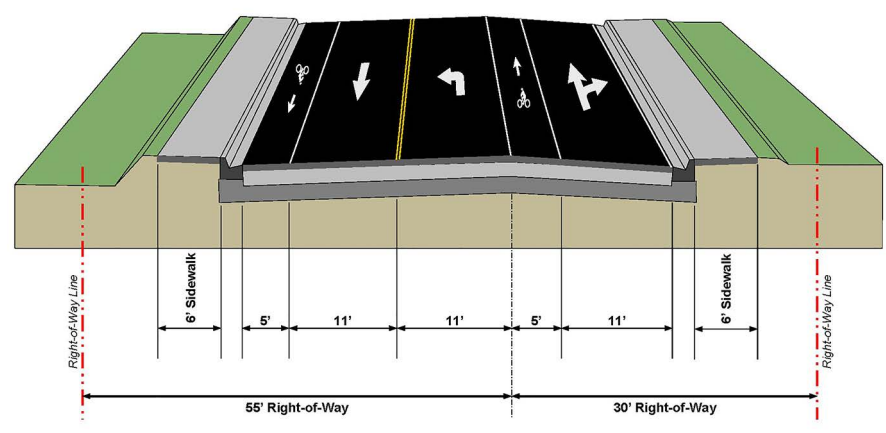 Right-of-Way Line
6' Sidewalk
5'
11'
11'
5'
11'
6' Sidewalk
Right-of-Way Line
55' Right-of-Way
30' Right-of-Way